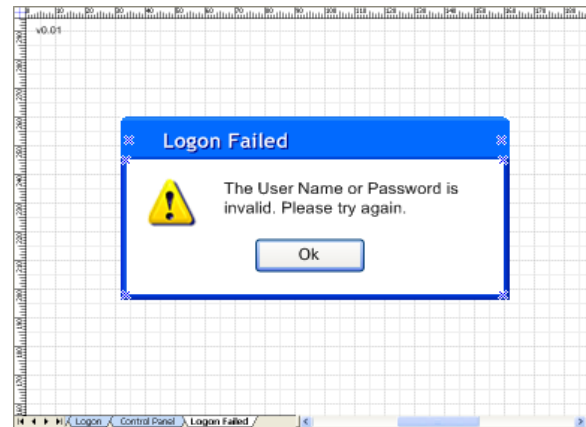 v0.01
Logon Failed
The User Name or Password is
invalid. Please try again.
Ok
Logon Control Panel Logon Failed